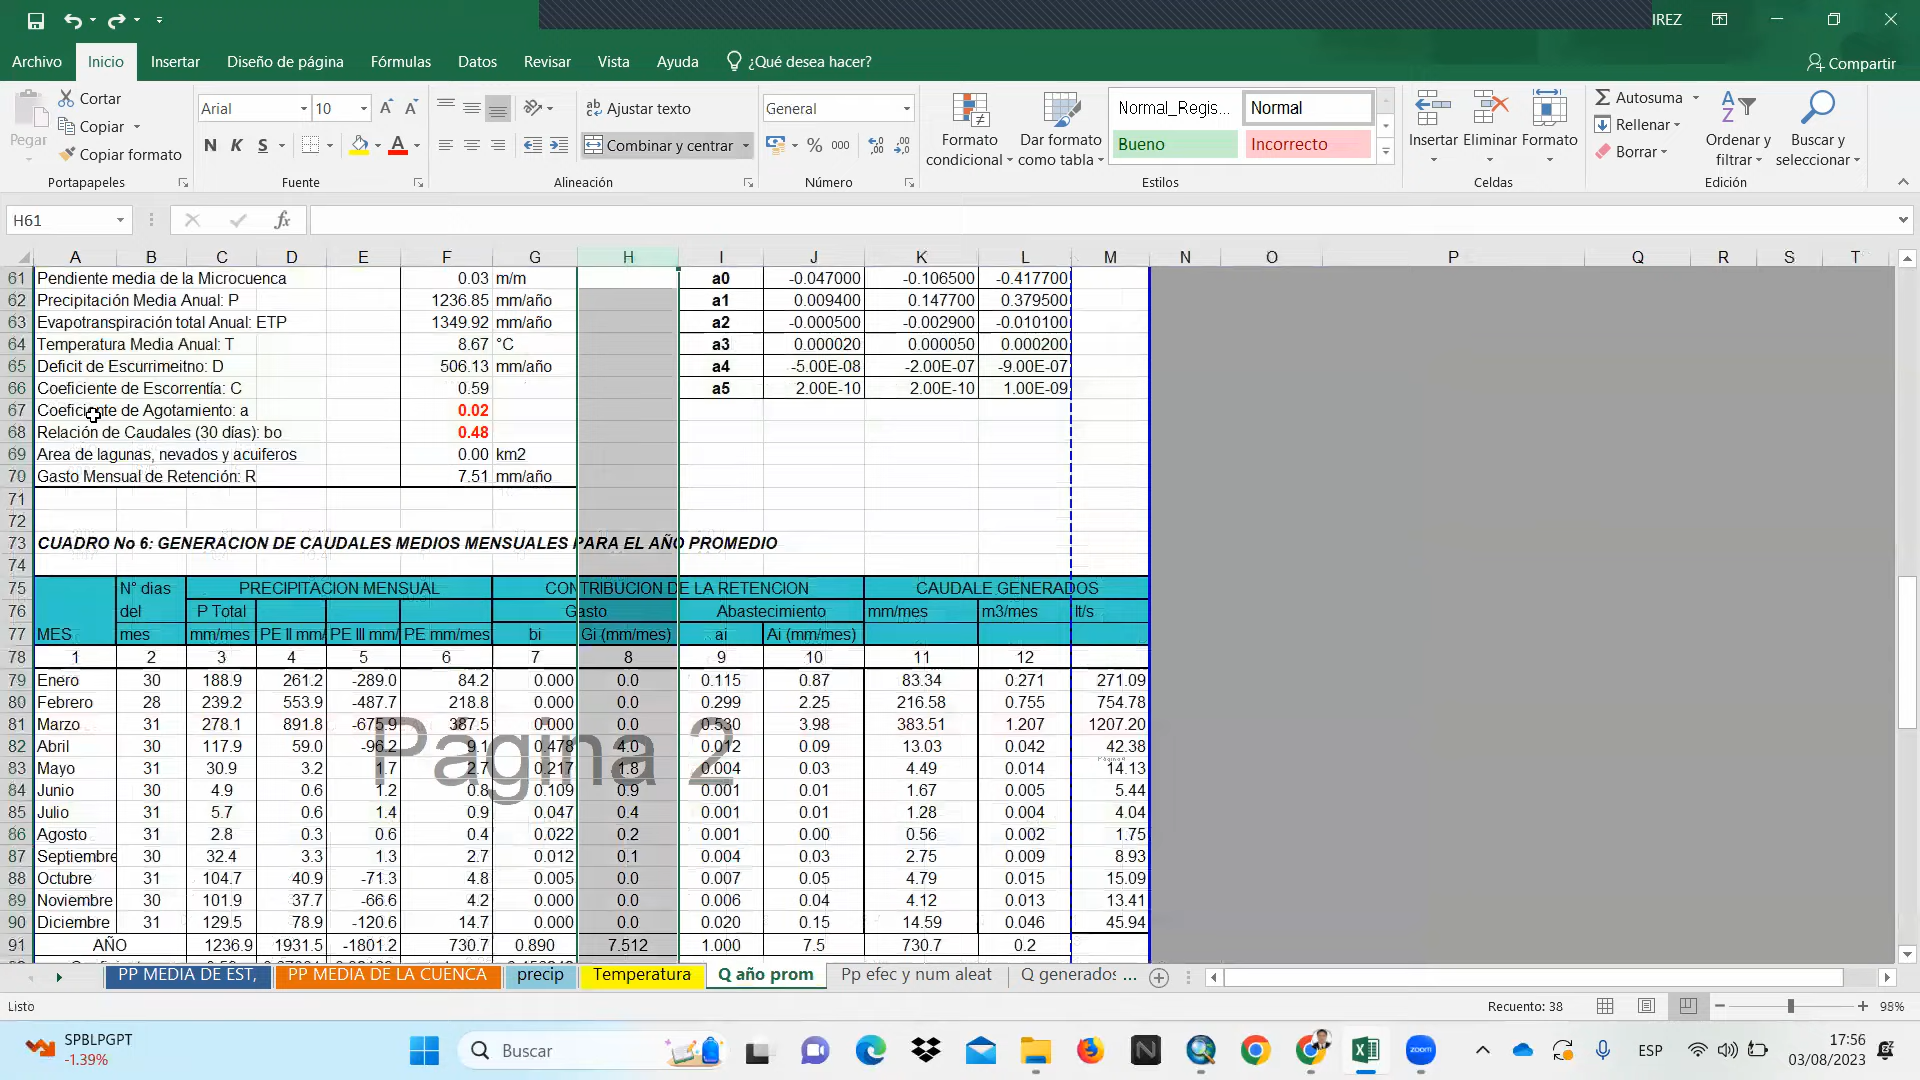 IREZ
Archivo Inicio Insertar Diseño de página Fórmulas Datos Revisar Vista Ayuda ¿Qué desea hacer? Compartir
Pegar Cortar Copiar Copiar formato
Arial 10
N K S
Ajustar texto
Combinar y centrar
General
% 000
Formato condicional
Dar formato como tabla
Normal_Regis... Normal
Bueno Incorrecto
Insertar Eliminar Formato
Autosuma
Rellenar
Borrar
Ordenar y filtrar
Buscar y seleccionar
Portapapeles Fuente Alineación Número Estilos Celdas Edición
H61 fx
A B C D E F G H I J K L M N O P Q R S T
61 Pendiente media de la Microcuenca 0.03 m/m a0 -0.047000 -0.106500 -0.417700
62 Precipitación Media Anual: P 1236.85 mm/año a1 0.009400 0.147700 0.379500
63 Evapotranspiración total Anual: ETP 1349.92 mm/año a2 -0.000500 -0.002900 -0.010100
64 Temperatura Media Anual: T 8.67 °C a3 0.000020 0.000050 0.000200
65 Deficit de Escurrimeitno: D 506.13 mm/año a4 -5.00E-08 -2.00E-07 -9.00E-07
66 Coeficiente de Escorrentía: C 0.59 a5 2.00E-10 2.00E-10 1.00E-09
67 Coeficiente de Agotamiento: a 0.02
68 Relación de Caudales (30 días): bo 0.48
69 Area de lagunas, nevados y acuiferos 0.00 km2
70 Gasto Mensual de Retención: R 7.51 mm/año
71
72
73 CUADRO No 6: GENERACION DE CAUDALES MEDIOS MENSUALES PARA EL AÑO PROMEDIO
74
75 N° dias PRECIPITACION MENSUAL CONTRIBUCION DE LA RETENCION CAUDALE GENERADOS
76 del P Total Gasto Abastecimiento mm/mes m3/mes lt/s
77 MES mes mm/mes PE II mm/ PE III mm/ PE mm/mes bi Gi (mm/mes) ai Ai (mm/mes)
78 1 2 3 4 5 6 7 8 9 10 11 12
79 Enero 30 188.9 261.2 -289.0 84.2 0.000 0.0 0.115 0.87 83.34 0.271 271.09
80 Febrero 28 239.2 553.9 -487.7 218.8 0.000 0.0 0.299 2.25 216.58 0.755 754.78
81 Marzo 31 278.1 891.8 -675.9 387.5 0.000 0.0 0.530 3.98 383.51 1.207 1207.20
82 Abril 30 117.9 59.0 -96.2 9.1 0.478 4.0 0.012 0.09 13.03 0.042 42.38
83 Mayo 31 30.9 3.2 1.7 2.7 0.217 1.8 0.004 0.03 4.49 0.014 14.13
84 Junio 30 4.9 0.6 1.2 0.8 0.109 0.9 0.001 0.01 1.67 0.005 5.44
85 Julio 31 5.7 0.6 1.4 0.9 0.047 0.4 0.001 0.01 1.28 0.004 4.04
86 Agosto 31 2.8 0.3 0.6 0.4 0.022 0.2 0.001 0.00 0.56 0.002 1.75
87 Septiembre 30 32.4 3.3 1.3 2.7 0.012 0.1 0.004 0.03 2.75 0.009 8.93
88 Octubre 31 104.7 40.9 -71.3 4.8 0.005 0.0 0.007 0.05 4.79 0.015 15.09
89 Noviembre 30 101.9 37.7 -66.6 4.2 0.000 0.0 0.006 0.04 4.12 0.013 13.41
90 Diciembre 31 129.5 78.9 -120.6 14.7 0.000 0.0 0.020 0.15 14.59 0.046 45.94
91 AÑO 1236.9 1931.5 -1801.2 730.7 0.890 7.512 1.000 7.5 730.7 0.2
Página 2
PP MEDIA DE EST, PP MEDIA DE LA CUENCA precip Temperatura Q año prom Pp efec y num aleat Q generados ...
Listo Recuento: 38 98%
SPBLPGPT
-1.39%
Buscar
zoom
ESP
17:56
03/08/2023